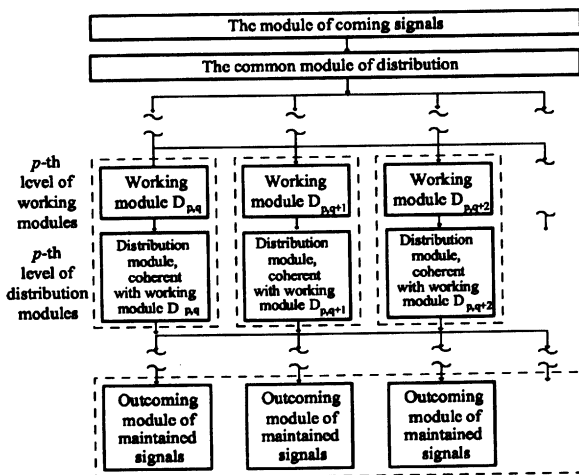 The module of coming signals
The common module of distribution
p-th
level of
working
modules
Working
module D p,q
Working
module D p,q+1
Working
module D p,q+2
p-th
level of
distribution
modules
Distribution
module,
coherent
with working
module D p,q
Distribution
module,
coherent
with working
module D p,q+1
Distribution
module,
coherent
with working
module D p,q+2
Outcoming
module of
maintained
signals
Outcoming
module of
maintained
signals
Outcoming
module of
maintained
signals